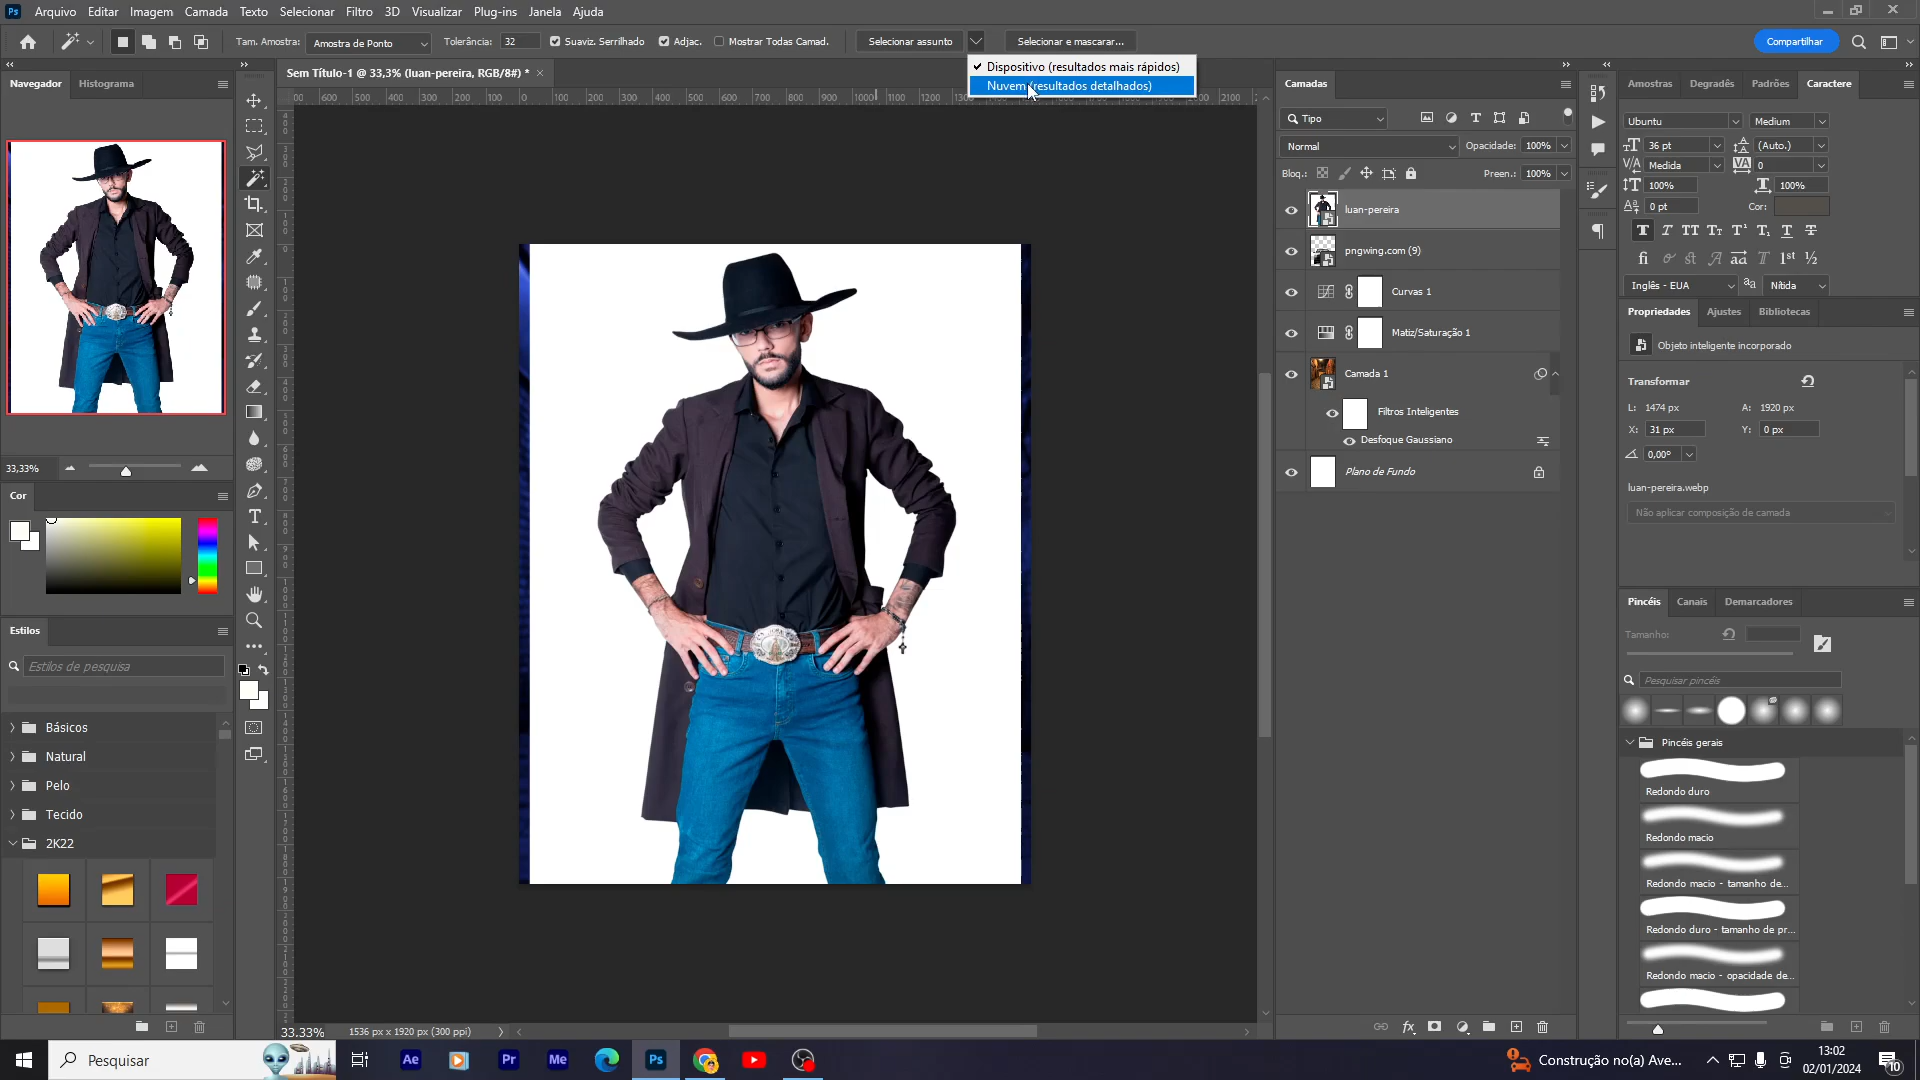 Ps Arquivo Editar Imagem Camada Texto Selecionar Filtro 3D Visualizar Plug-ins Janela Ajuda
Tam. Amostra: Amostra de Ponto Tolerância: 32 Suaviz. Serrilhado Adjac. Mostrar Todas Camad. Selecionar assunto Selecionar e mascarar... Compartilhar
Dispositivo (resultados mais rápidos)
Nuvem (resultados detalhados)
Navegador Histograma
33,33%
Cor
Estilos
Estilos de pesquisa
Básicos
Natural
Pelo
Tecido
2K22
Sem Título-1 @ 33,3% (luan-pereira, RGB/8#) *
33.33% 1536 px x 1920 px (300 ppi)
Camadas
Tipo
Normal Opacidade: 100%
Bloq.: Preen.: 100%
luan-pereira
pngwing.com (9)
Curvas 1
Matiz/Saturação 1
Camada 1
Filtros Inteligentes
Desfoque Gaussiano
Plano de Fundo
Amostras Degradês Padrões Caractere
Ubuntu Medium
36 pt (Auto.)
Medida 0
100% 100%
0 pt Cor:
Inglês - EUA Nítida
Propriedades Ajustes Bibliotecas
Objeto inteligente incorporado
Transformar
L: 1474 px A: 1920 px
X: 31 px Y: 0 px
0,00°
luan-pereira.webp
Não aplicar composição de camada
Pincéis Canais Demarcadores
Tamanho:
Pesquisar pincéis
Pincéis gerais
Redondo duro
Redondo macio
Redondo macio - tamanho de...
Redondo duro - tamanho de pr...
Redondo macio - opacidade de...
Pesquisar Ae Pr Me Ps Construção no(a) Ave... 13:02
02/01/2024 10